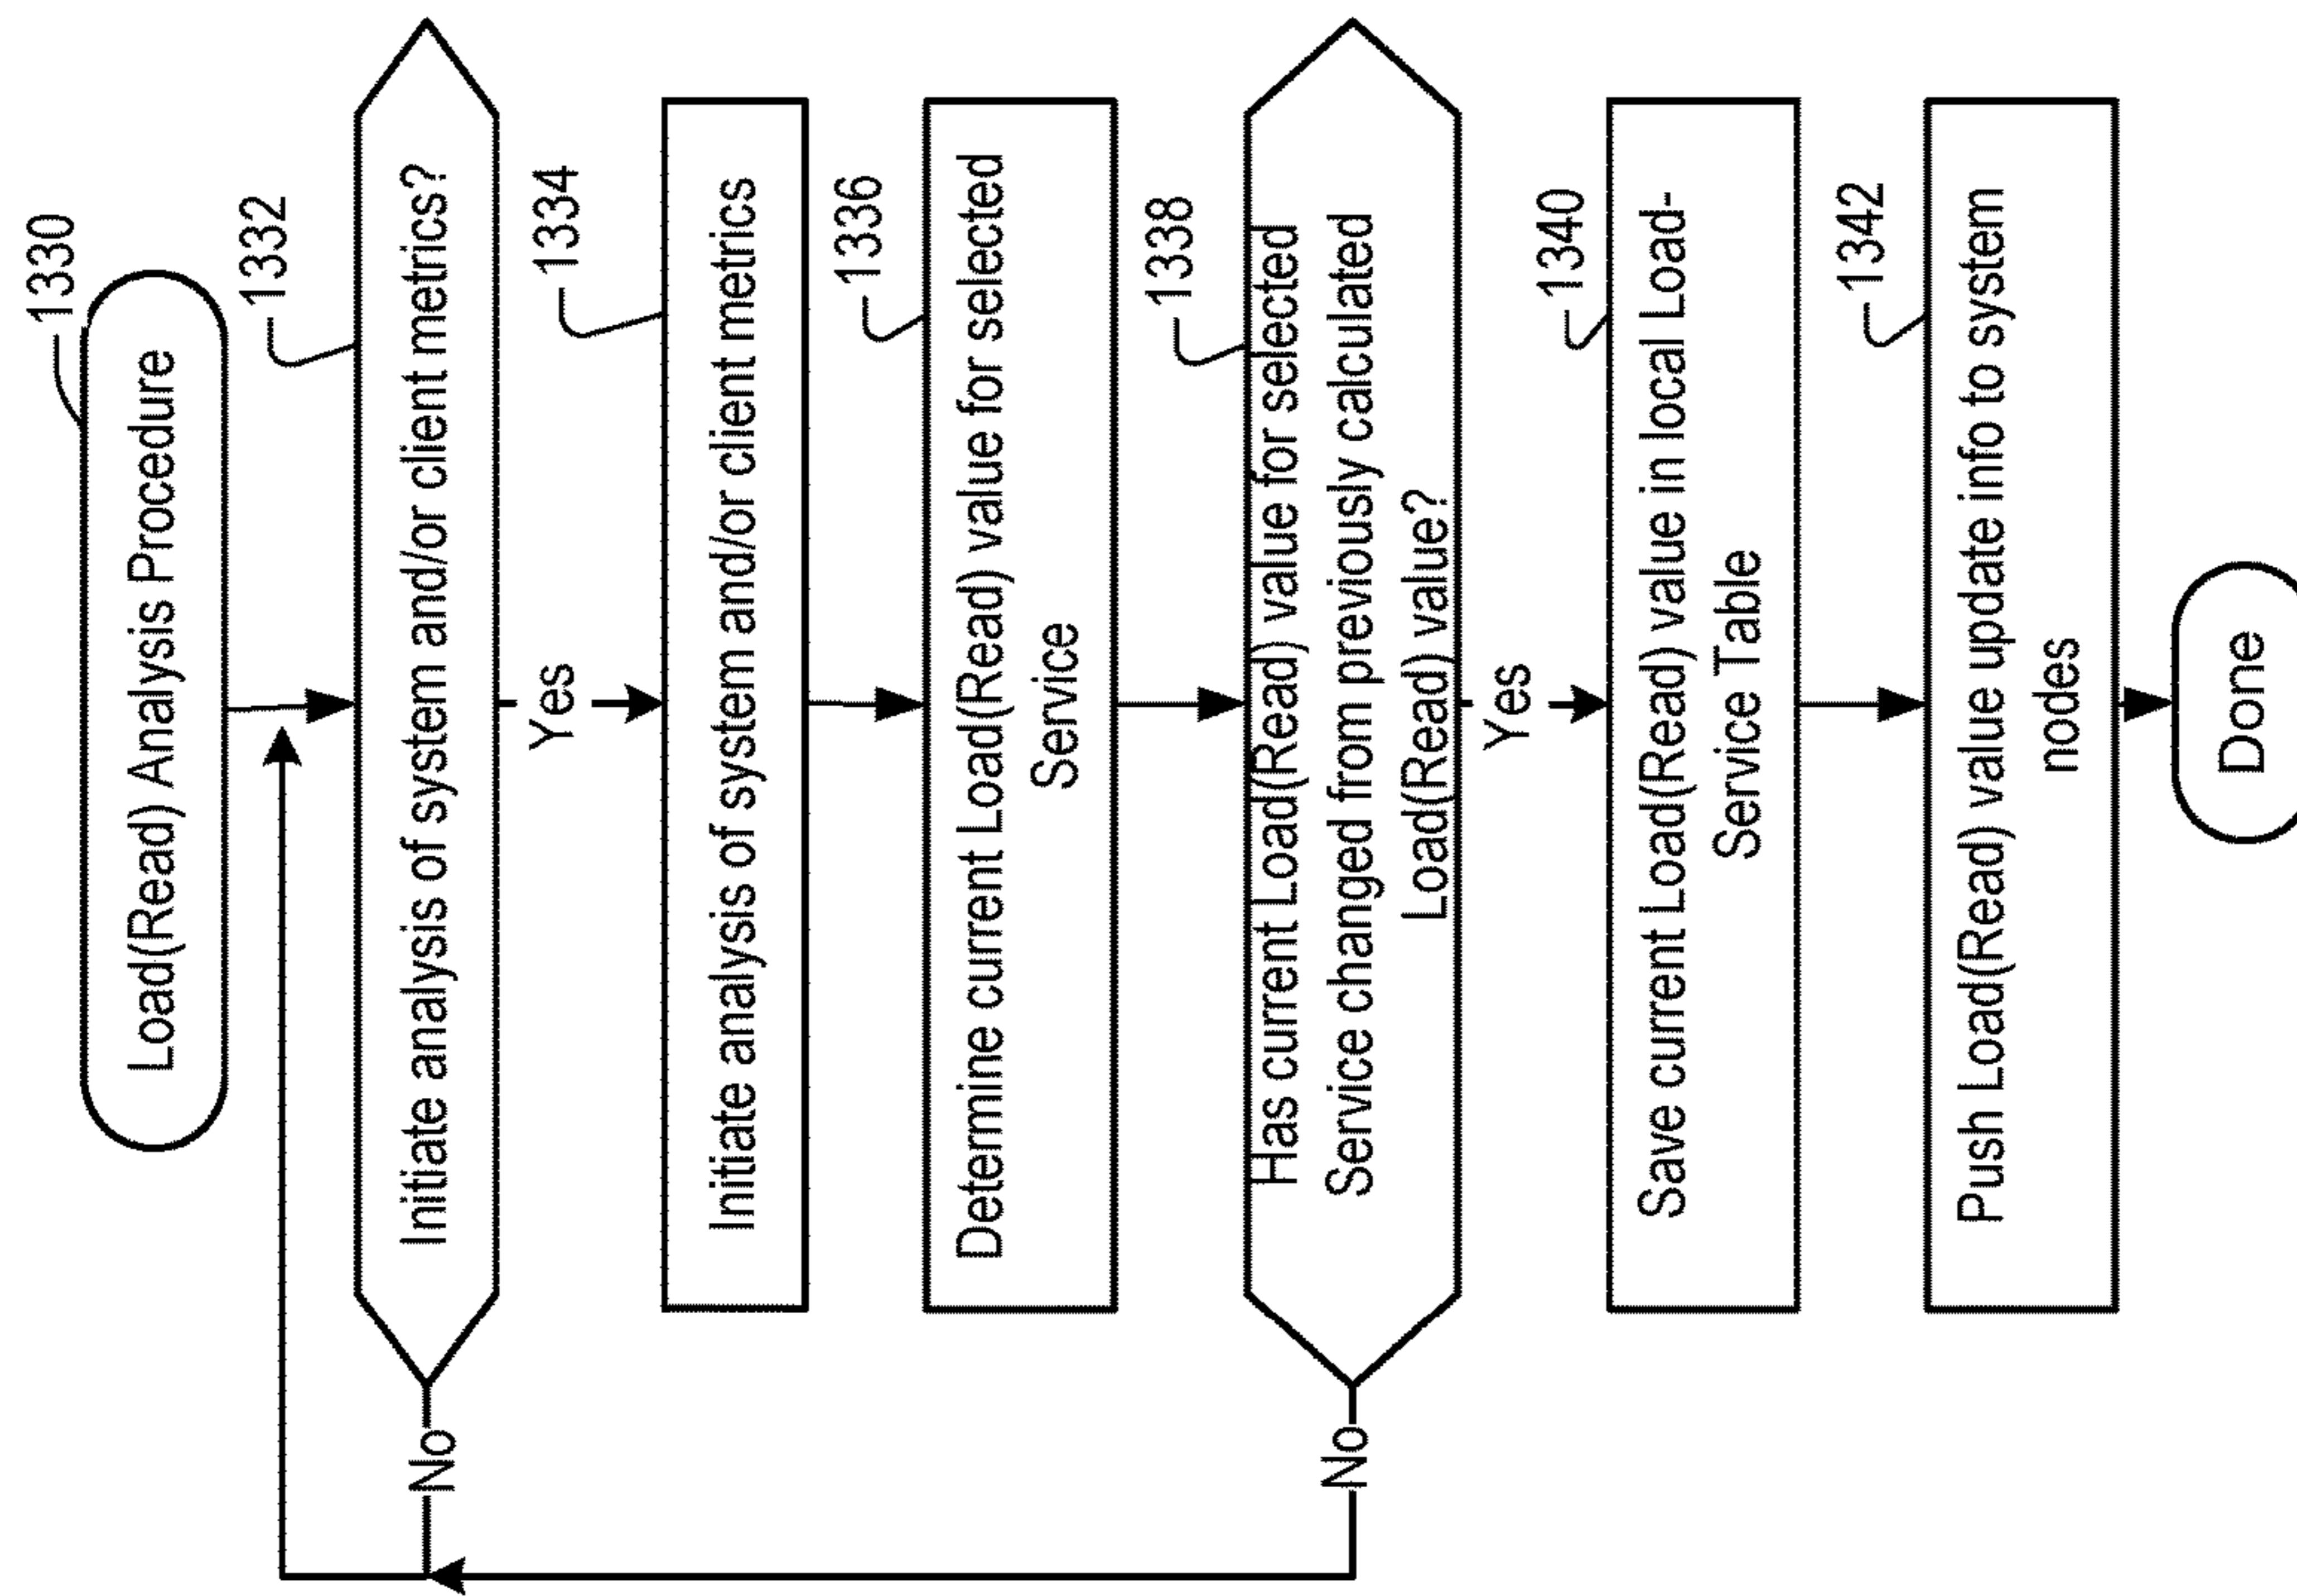 1330
Load(Read) Analysis Procedure
1332
Initiate analysis of system and/or client metrics?
No
Yes
1334
Initiate analysis of system and/or client metrics
1336
Determine current Load(Read) value for selected
Service
1338
Has current Load(Read) value for selected
Service changed from previously calculated
Load(Read) value?
No
Yes
1340
Save current Load(Read) value in local Load-
Service Table
1342
Push Load(Read) value update info to system
nodes
Done